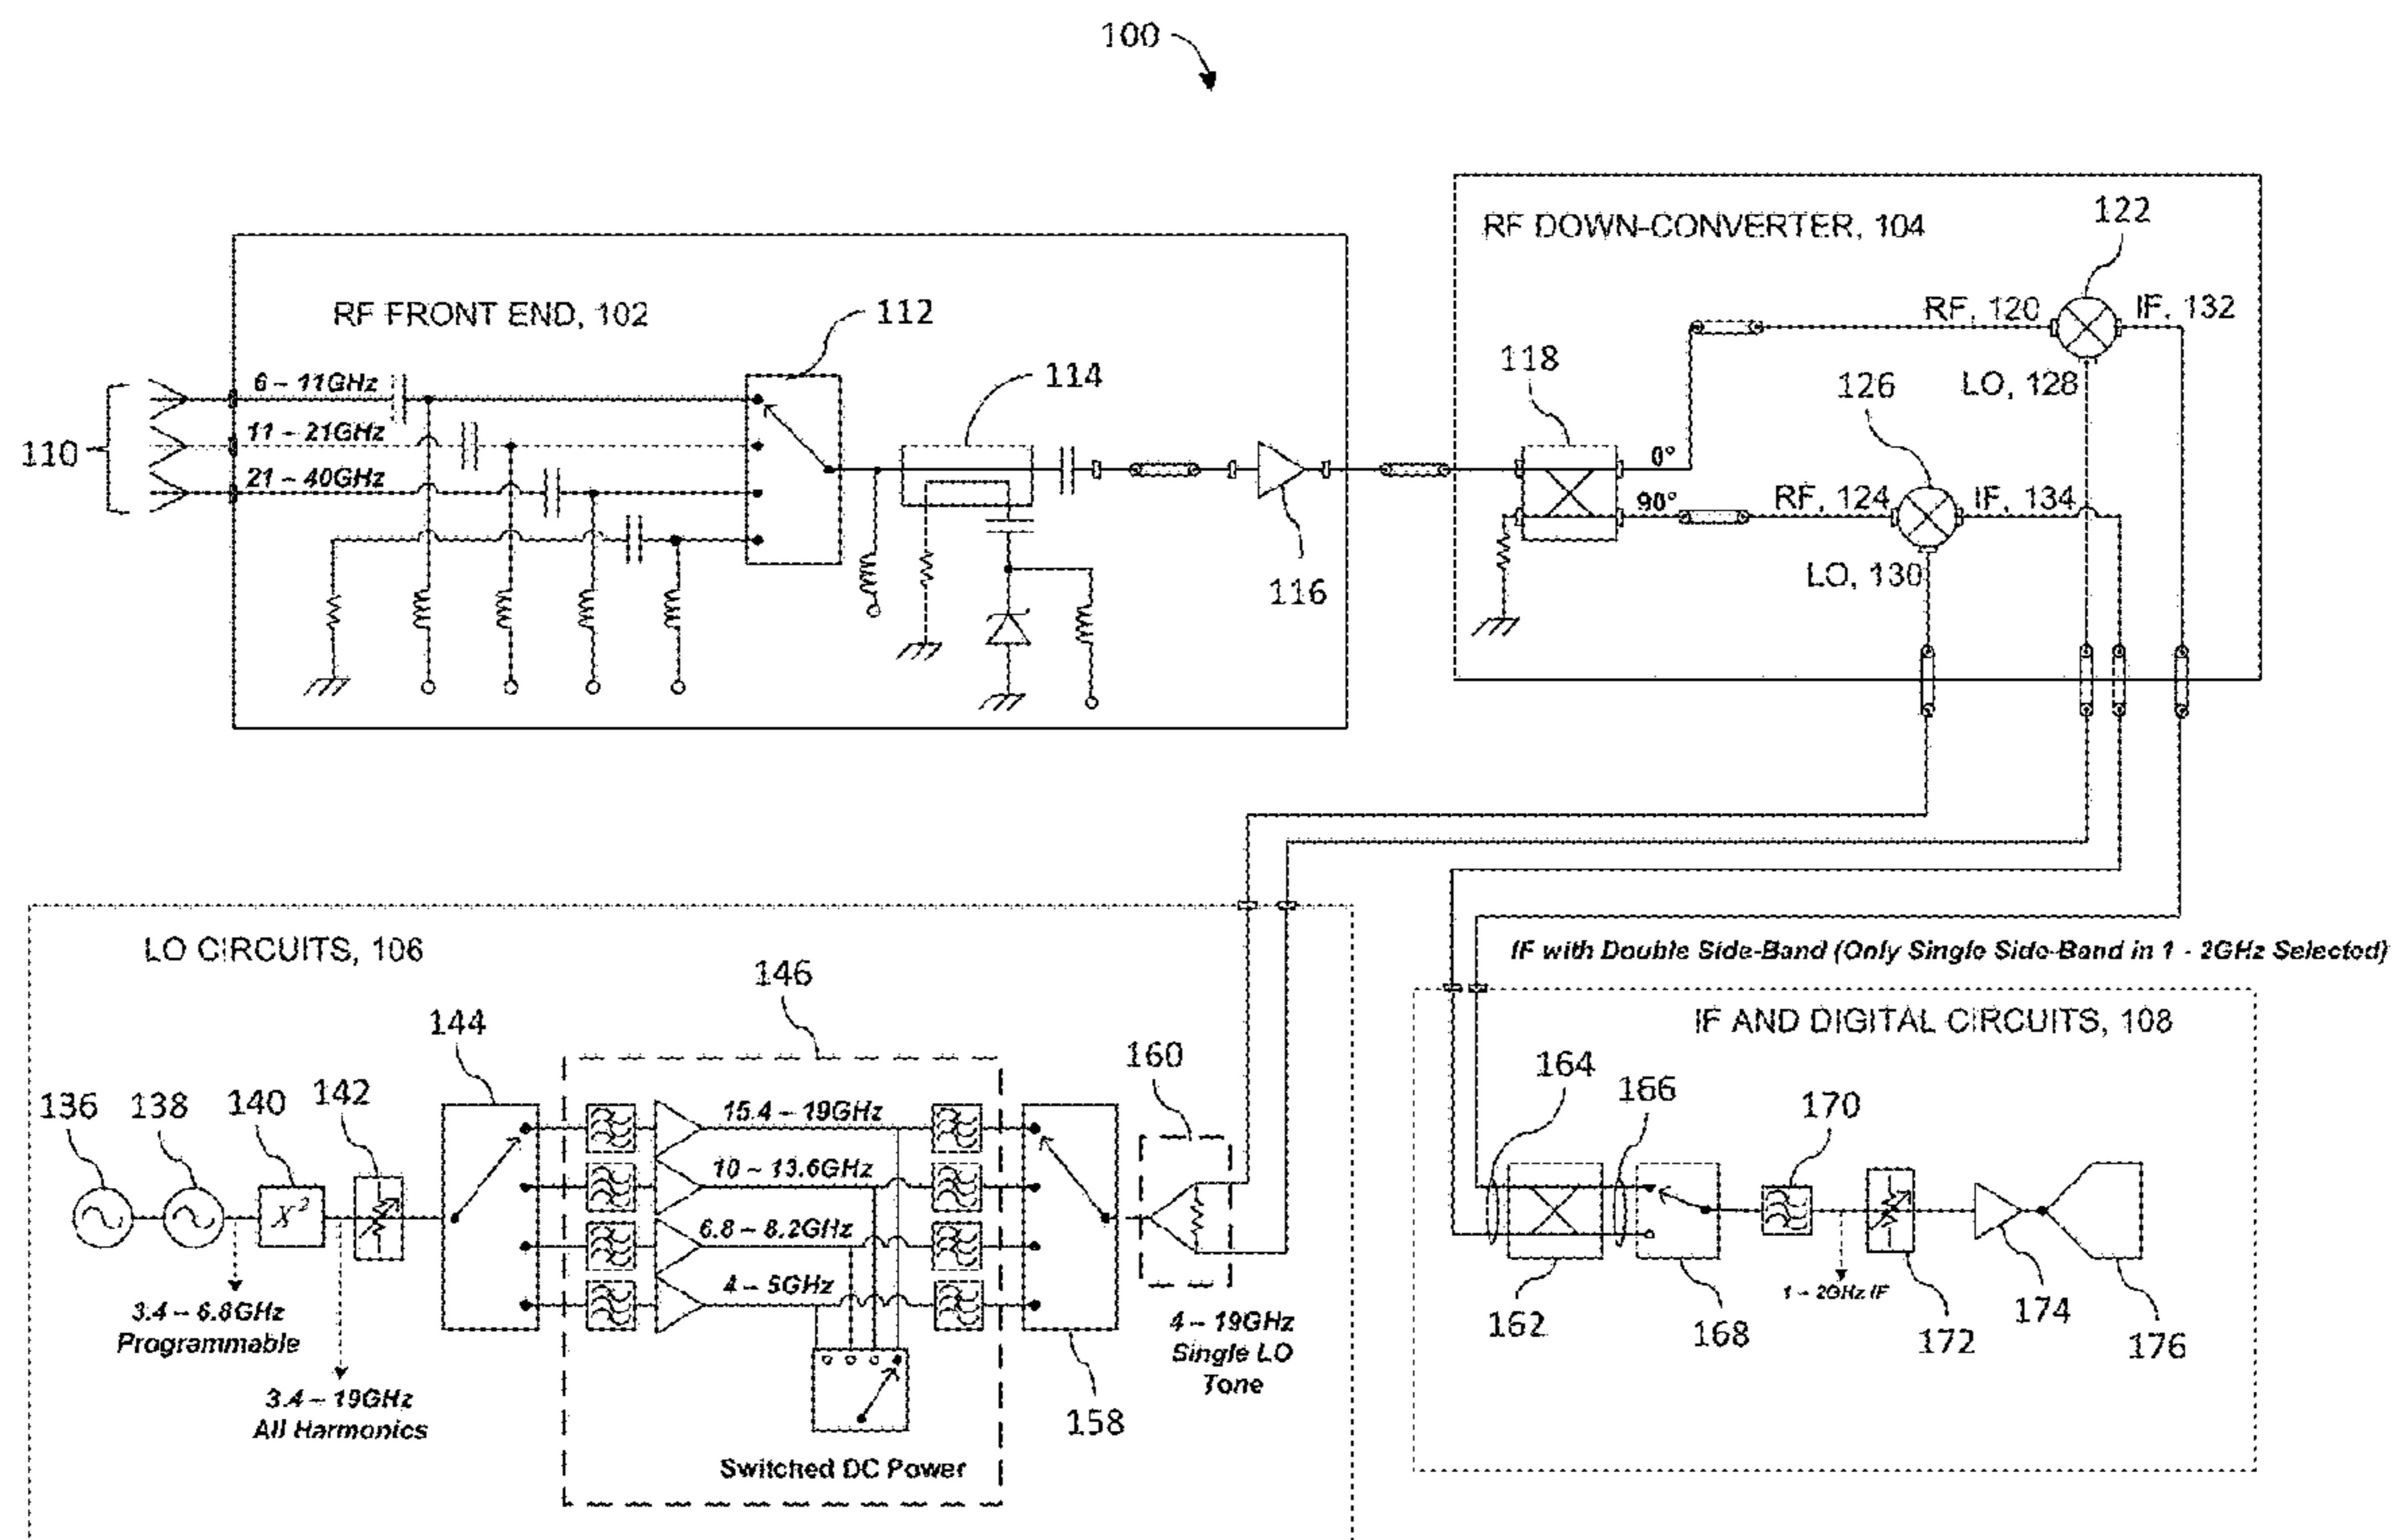 100
RF FRONT END, 102
112
114
110
6 – 11GHz
11 – 21GHz
21 – 40GHz
116
RF DOWN-CONVERTER, 104
118
0°
90°
RF, 120
122
IF, 132
LO, 128
126
RF, 124
IF, 134
LO, 130
LO CIRCUITS, 106
136
138
140
142
144
146
X²
3.4 – 6.8GHz
Programmable
3.4 – 19GHz
All Harmonics
15.4 – 19GHz
10 – 13.6GHz
6.8 – 8.2GHz
4 – 5GHz
Switched DC Power
158
160
4 – 19GHz
Single LO
Tone
IF with Double Side-Band (Only Single Side-Band in 1 - 2GHz Selected)
IF AND DIGITAL CIRCUITS, 108
164
166
170
162
168
1 – 2GHz IF
172
174
176